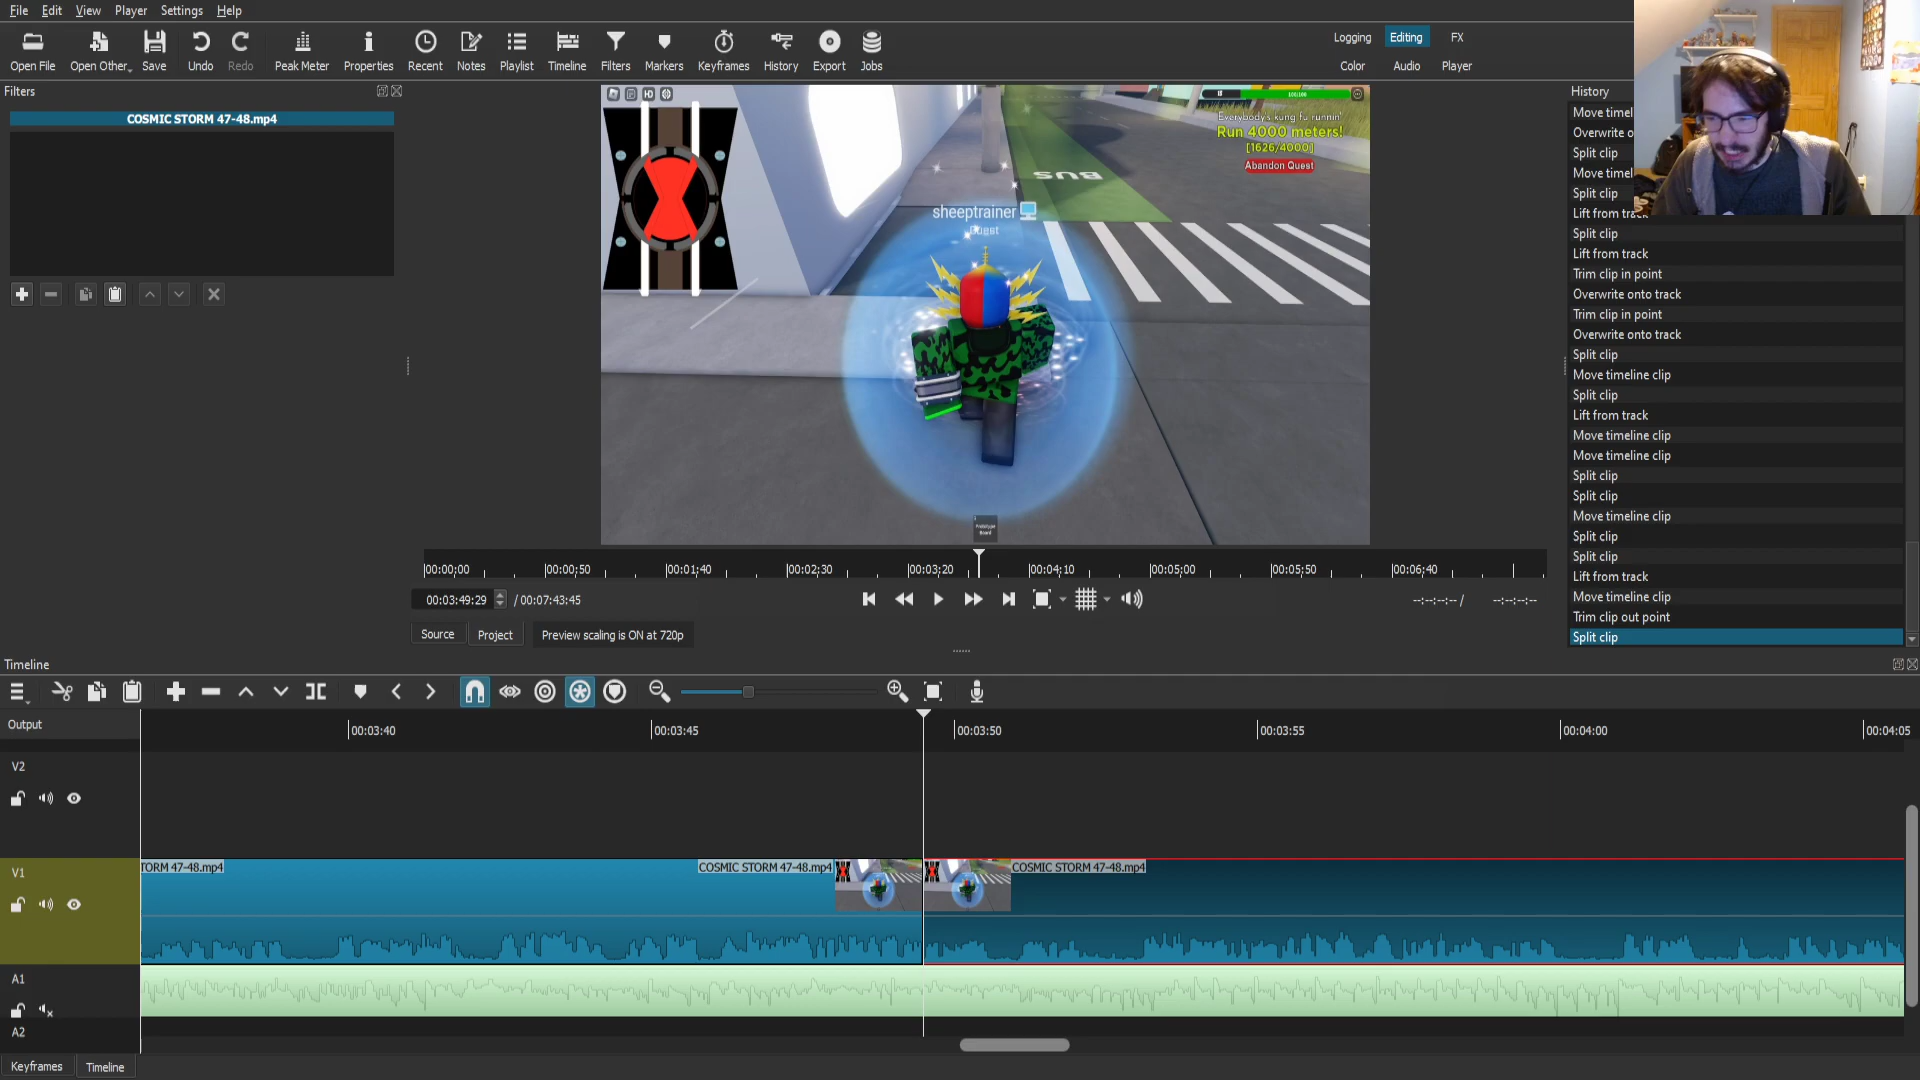 File Edit View Player Settings Help
Open File Open Other.. Save Undo Redo Peak Meter Properties Recent Notes Playlist Timeline Filters Markers Keyframes History Export Jobs
Logging Editing FX
Color Audio Player
Filters
COSMIC STORM 47-48.mp4
100/100
Everybody's kung fu runnin'
Run 4000 meters!
[1626/4000]
Abandon Quest
BUS
sheeptrainer
Guest
Prototype
Board
History
Move timel
Overwrite o
Split clip
Move timel
Split clip
Lift from track
Split clip
Lift from track
Trim clip in point
Overwrite onto track
Trim clip in point
Overwrite onto track
Split clip
Move timeline clip
Split clip
Lift from track
Move timeline clip
Move timeline clip
Split clip
Split clip
Move timeline clip
Split clip
Split clip
Lift from track
Move timeline clip
Trim clip out point
Split clip
00:00;00 00:00;50 00:01;40 00:02;30 00:03;20 00:04;10 00:05;00 00:05;50 00:06;40
00:03:49:29 / 00:07:43:45 --:--:--:-- / --:--:--:--
Source Project Preview scaling is ON at 720p
Timeline
Output
00:03:40 00:03:45 00:03:50 00:03:55 00:04:00 00:04:05
V2
V1
TORM 47-48.mp4 COSMIC STORM 47-48.mp4 COSMIC STORM 47-48.mp4
A1
A2
Keyframes Timeline